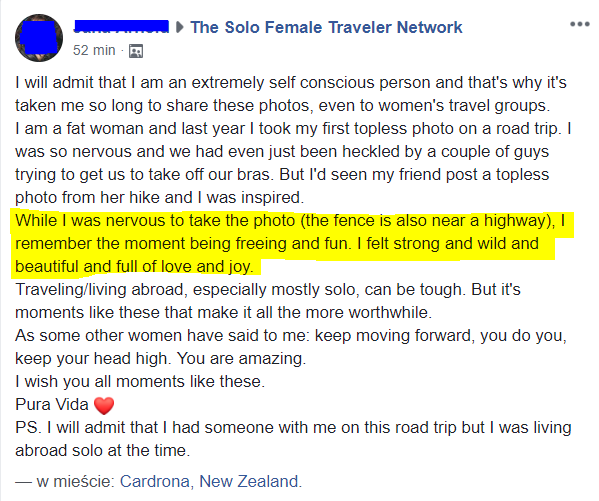 The Solo Female Traveler Network
52 min ·
I will admit that I am an extremely self conscious person and that's why it's
taken me so long to share these photos, even to women's travel groups.
I am a fat woman and last year I took my first topless photo on a road trip. I
was so nervous and we had even just been heckled by a couple of guys
trying to get us to take off our bras. But I'd seen my friend post a topless
photo from her hike and I was inspired.
While I was nervous to take the photo (the fence is also near a highway), I
remember the moment being freeing and fun. I felt strong and wild and
beautiful and full of love and joy.
Traveling/living abroad, especially mostly solo, can be tough. But it's
moments like these that make it all the more worthwhile.
As some other women have said to me: keep moving forward, you do you,
keep your head high. You are amazing.
I wish you all moments like these.
Pura Vida ❤️
PS. I will admit that I had someone with me on this road trip but I was living
abroad solo at the time.
— w mieście: Cardrona, New Zealand.